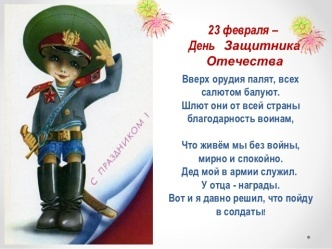 23 февраля –
День Защитника
Отечества
Вверх орудия палят, всех
салютом балуют.
Шлют они от всей страны
благодарность воинам,
Что живём мы без войны,
мирно и спокойно.
Дед мой в армии служил.
У отца - награды.
Вот и я давно решил, что пойду
в солдаты!
С ПРАЗДНИКОМ!